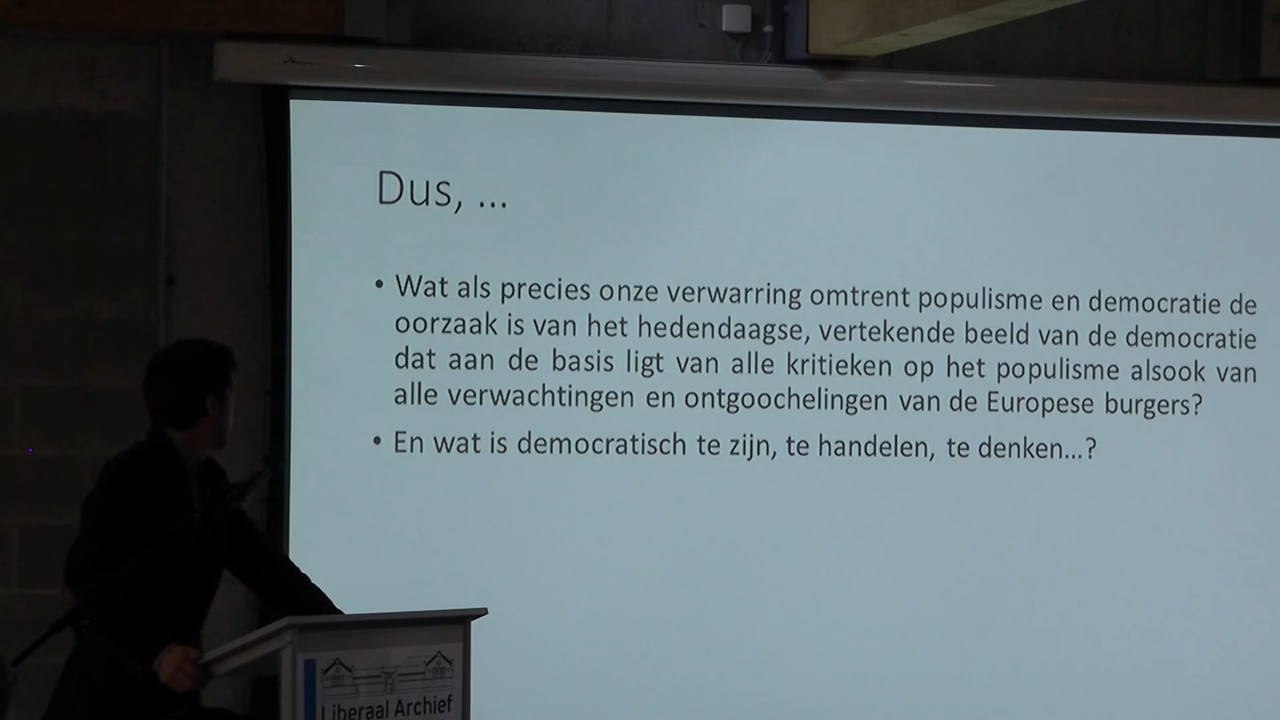 Dus, ...
• Wat als precies onze verwarring omtrent populisme en democratie de
oorzaak is van het hedendaagse, vertekende beeld van de democratie
dat aan de basis ligt van alle kritieken op het populisme alsook van
alle verwachtingen en ontgoochelingen van de Europese burgers?
• En wat is democratisch te zijn, te handelen, te denken...?
Liberaal Archief